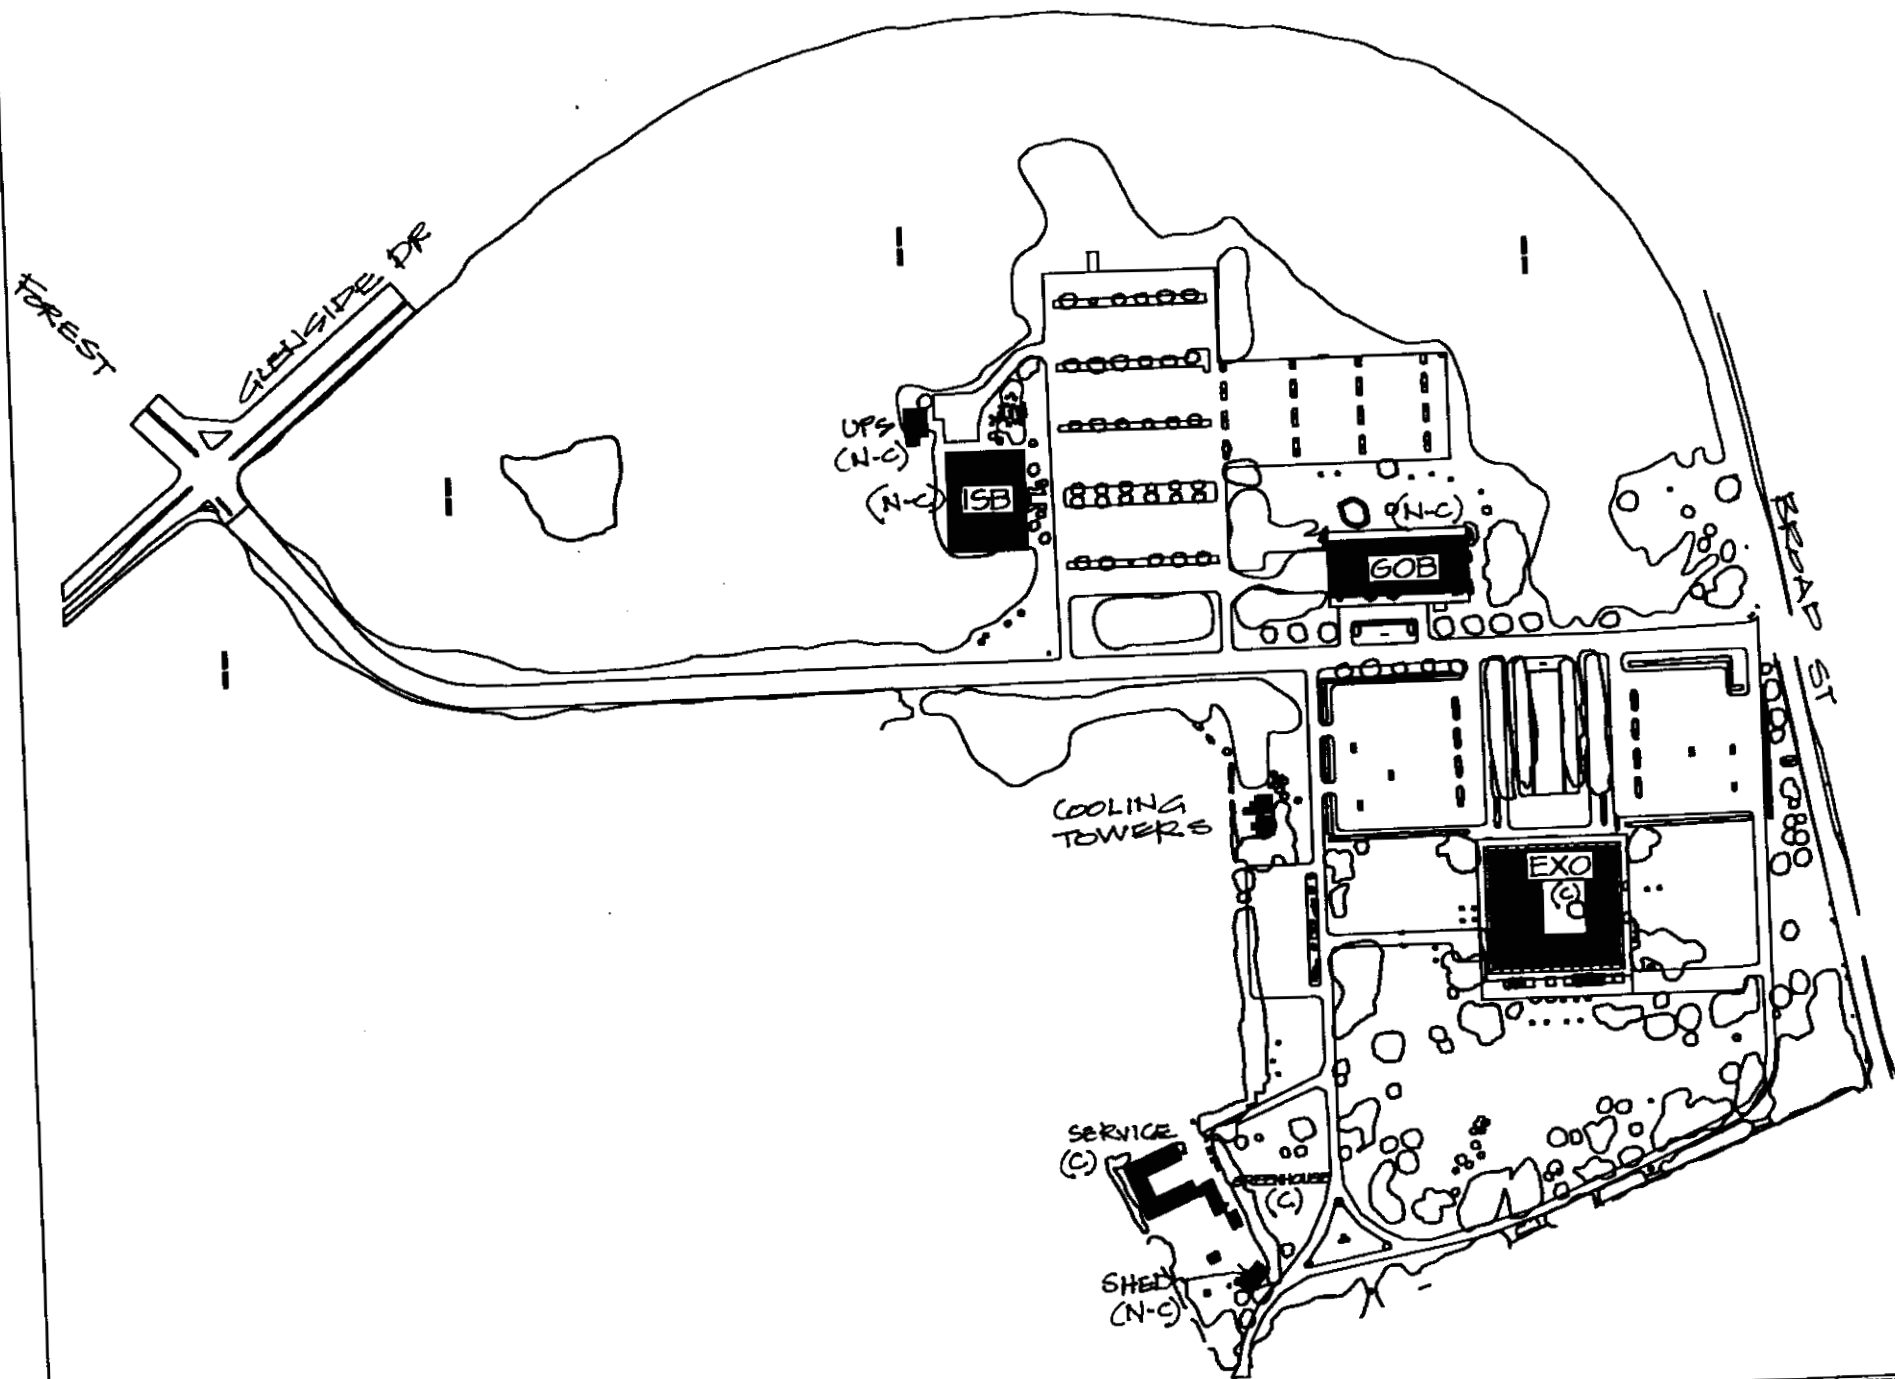 FOREST
GLENSIDE DR
UPS
(N-C)
(N-C)
ISB
(N-C)
GOB
BROAD ST
COOLING
TOWERS
EXO
(C)
SERVICE
(C)
GREENHOUSE
(C)
SHED
(N-C)